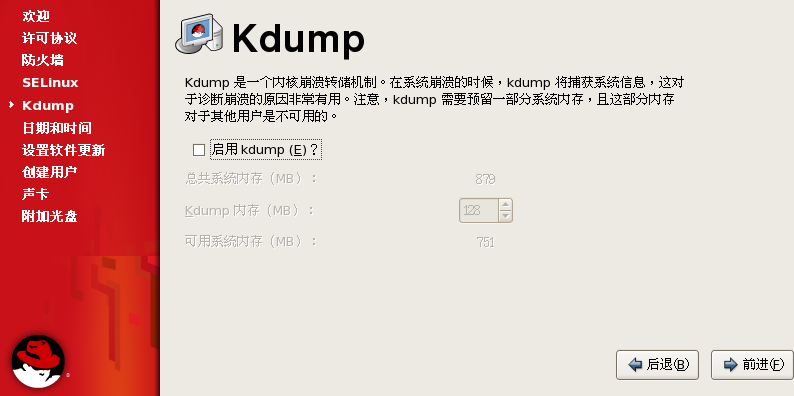 欢迎
许可协议
防火墙
SELinux
Kdump
日期和时间
设置软件更新
创建用户
声卡
附加光盘
Kdump
Kdump 是一个内核崩溃转储机制。在系统崩溃的时候，kdump 将捕获系统信息，这对
于诊断崩溃的原因非常有用。注意，kdump 需要预留一部分系统内存，且这部分内存
对于其他用户是不可用的。
启用 kdump (E)？
总共系统内存（MB）： 879
Kdump 内存（MB）： 128
可用系统内存（MB）： 751
后退(B) 前进(F)